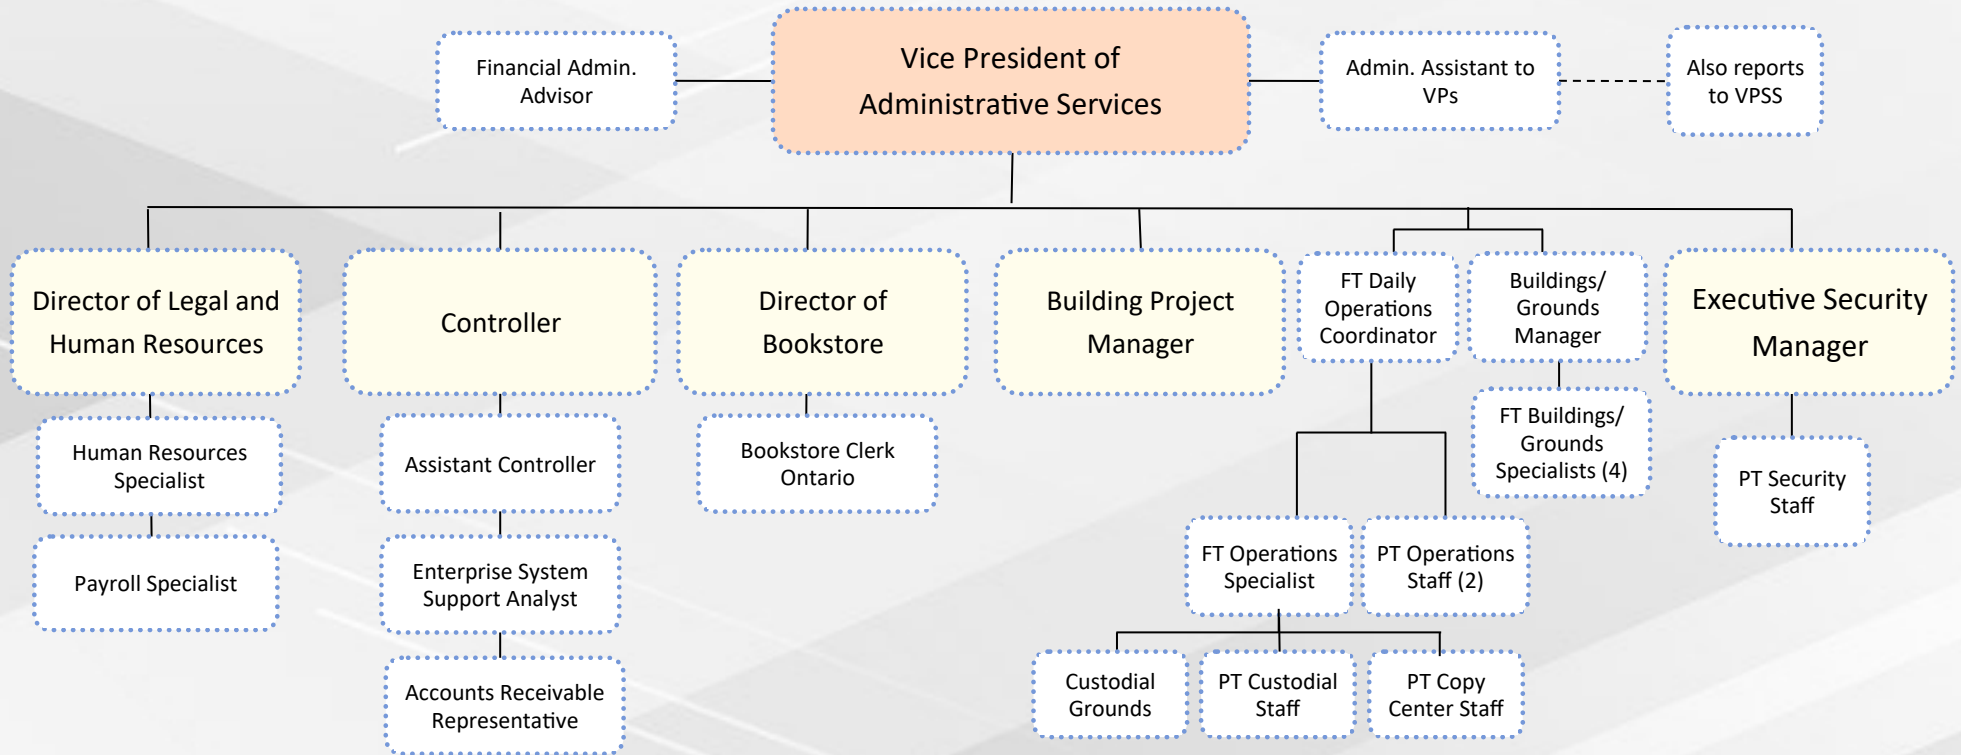 Financial Admin.
Advisor
Vice President of
Administrative Services
Admin. Assistant to
VPs
Also reports
to VPSS
Director of Legal and
Human Resources
Controller
Director of
Bookstore
Building Project
Manager
FT Daily
Operations
Coordinator
Buildings/
Grounds
Manager
Executive Security
Manager
Human Resources
Specialist
Assistant Controller
Bookstore Clerk
Ontario
FT Buildings/
Grounds
Specialists (4)
PT Security
Staff
Payroll Specialist
Enterprise System
Support Analyst
FT Operations
Specialist
PT Operations
Staff (2)
Accounts Receivable
Representative
Custodial
Grounds
PT Custodial
Staff
PT Copy
Center Staff